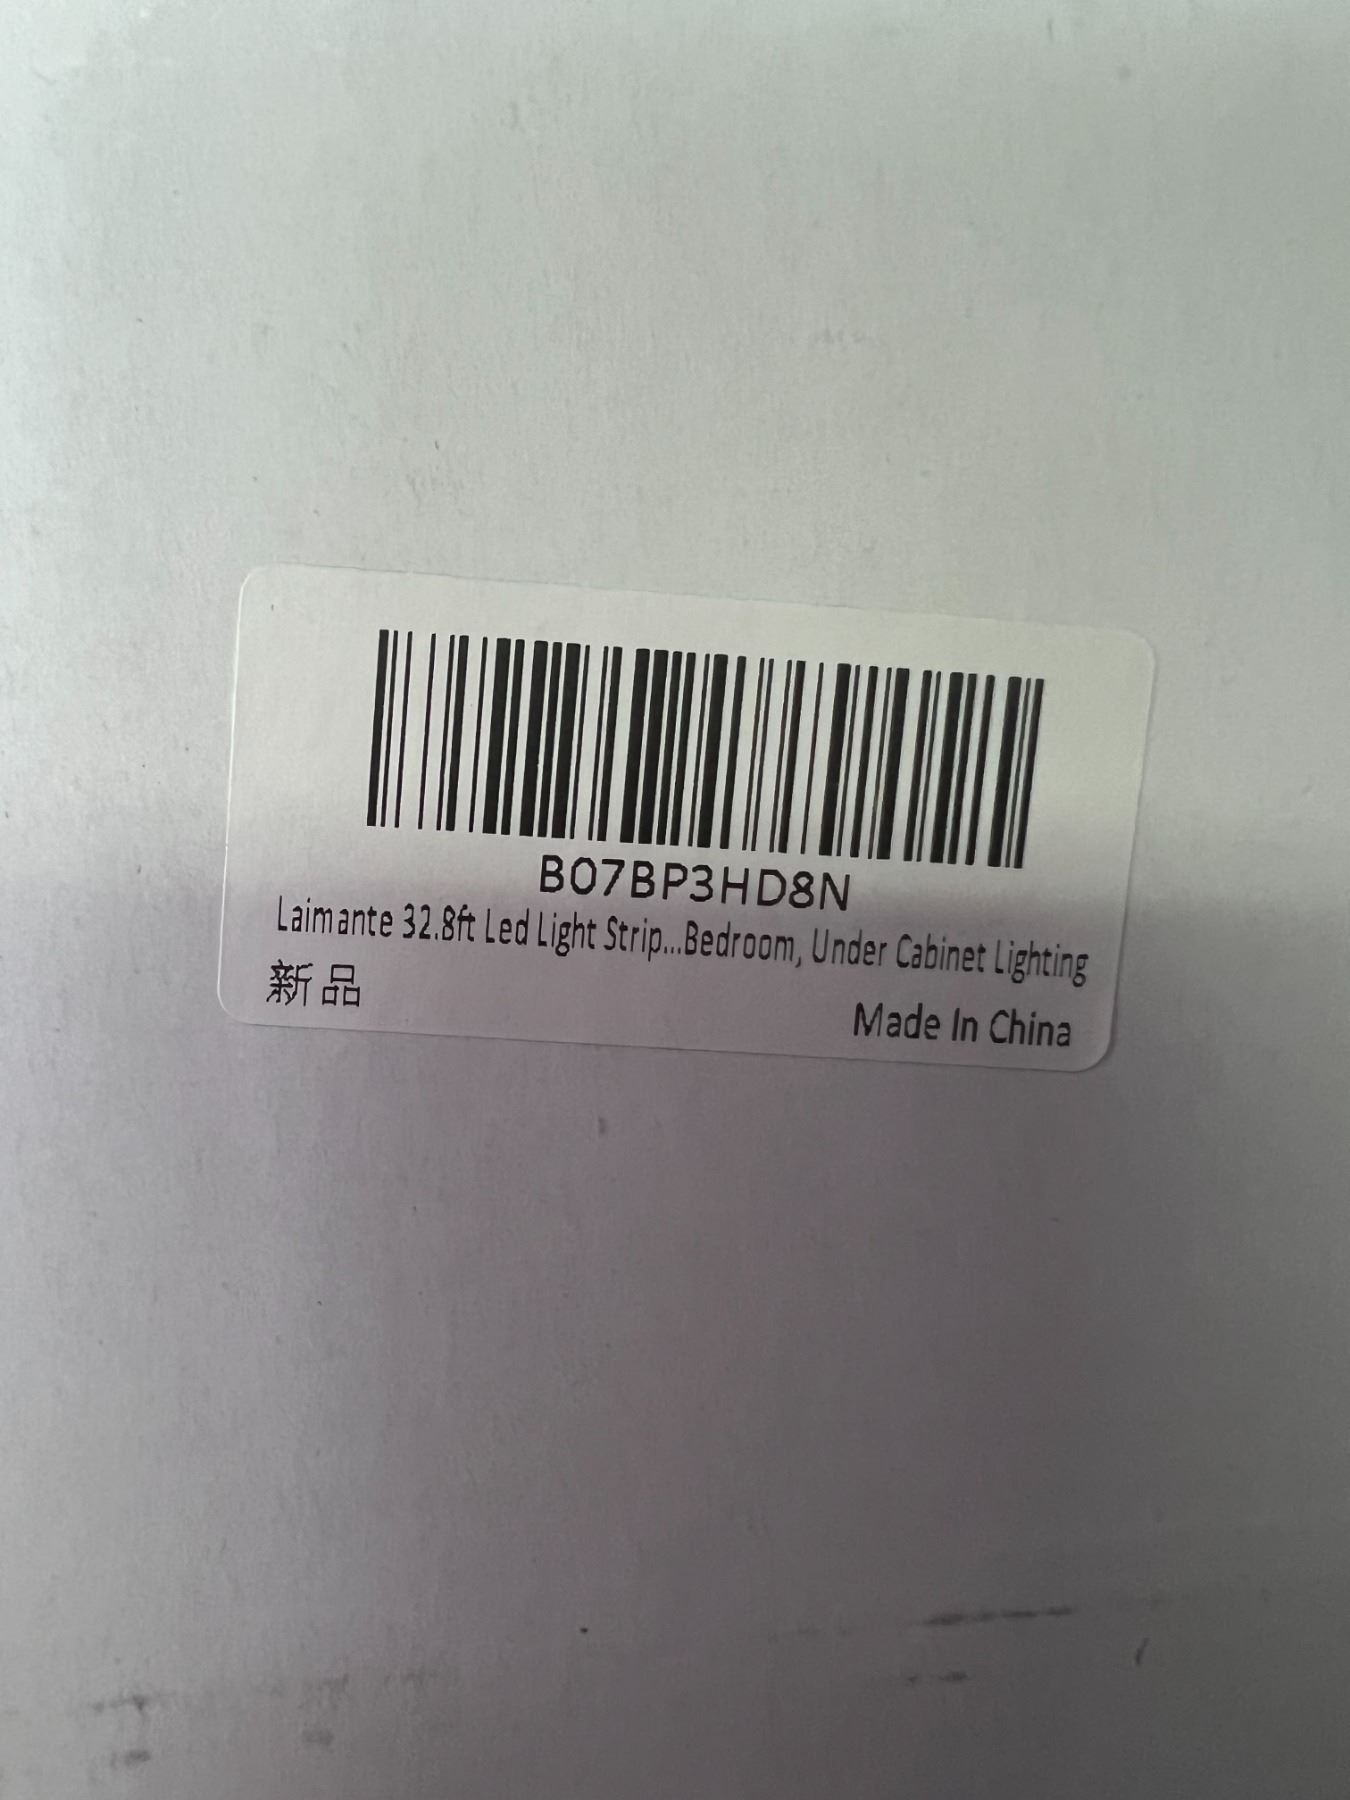 B07BP3HD8N
Laimante 32.8ft Led Light Strip...Bedroom, Under Cabinet Lighting
新品
Made In China